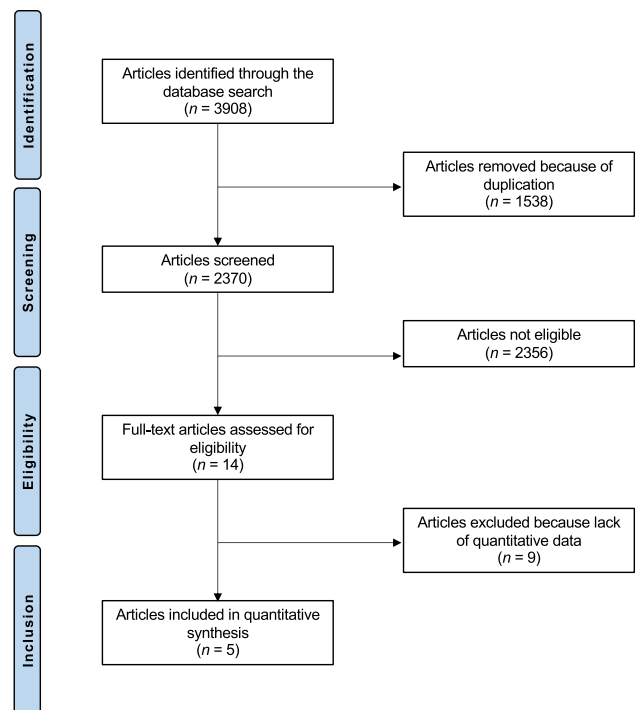 Identification
Articles identified through the
database search
(n = 3908)
Articles removed because of
duplication
(n = 1538)
Screening
Articles screened
(n = 2370)
Articles not eligible
(n = 2356)
Eligibility
Full-text articles assessed for
eligibility
(n = 14)
Articles excluded because lack
of quantitative data
(n = 9)
Inclusion
Articles included in quantitative
synthesis
(n = 5)